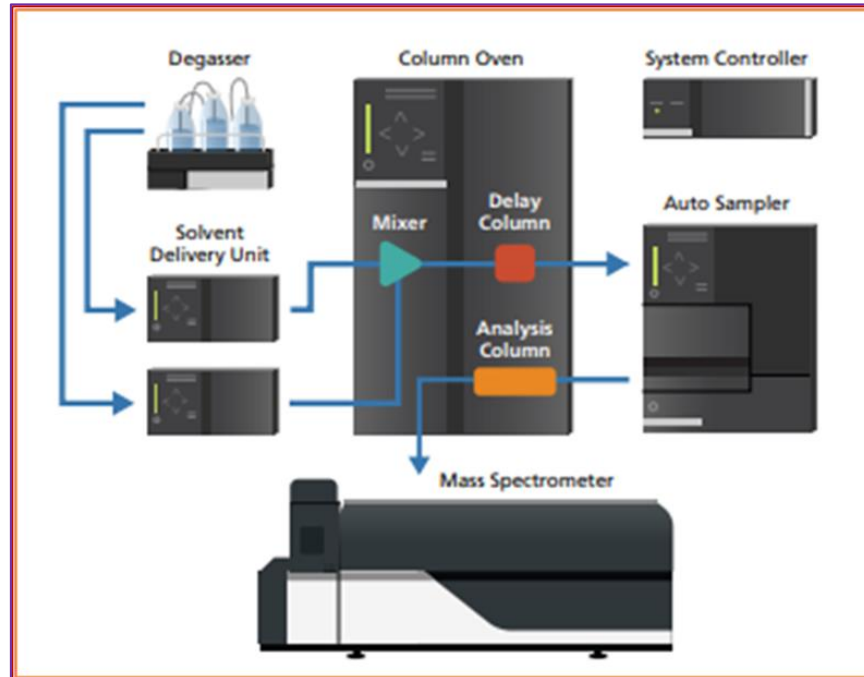 Degasser
Column Oven
System Controller
Solvent
Delivery Unit
Mixer
Delay
Column
Auto Sampler
Analysis
Column
Mass Spectrometer